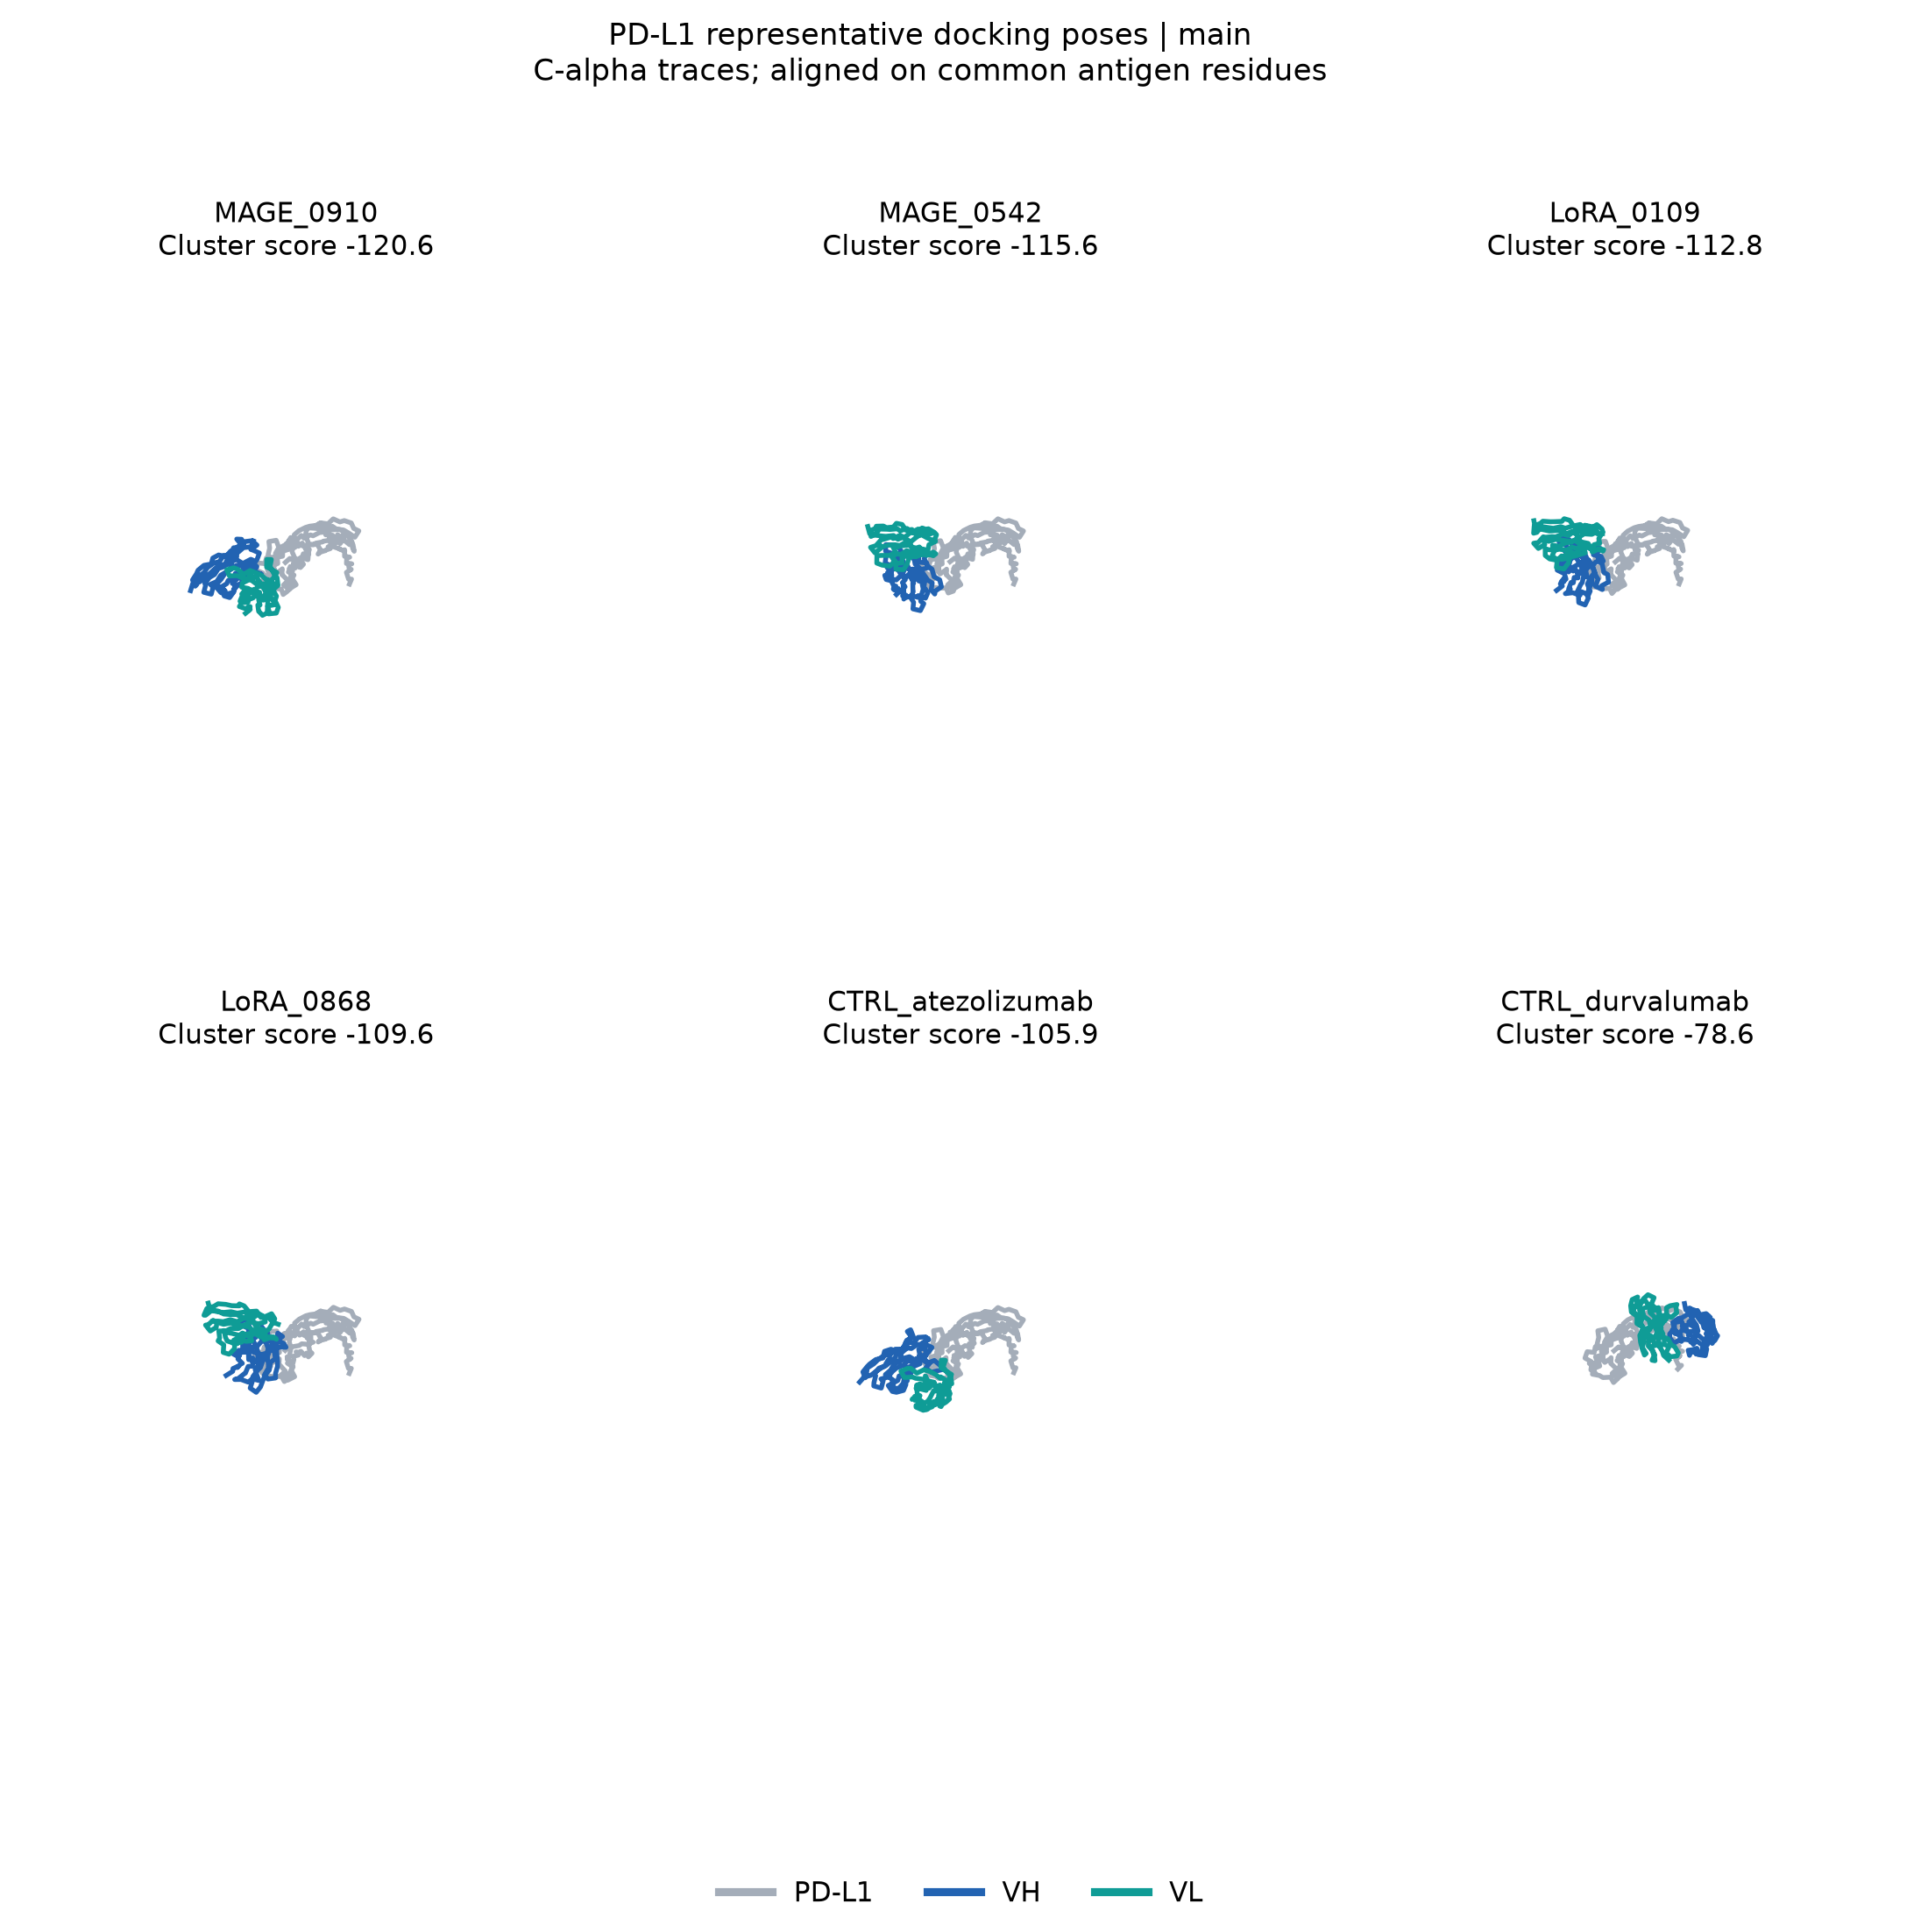 PD-L1 representative docking poses | main
C-alpha traces; aligned on common antigen residues
MAGE_0910
Cluster score -120.6
MAGE_0542
Cluster score -115.6
LoRA_0109
Cluster score -112.8
LoRA_0868
Cluster score -109.6
CTRL_atezolizumab
Cluster score -105.9
CTRL_durvalumab
Cluster score -78.6
PD-L1
VH
VL